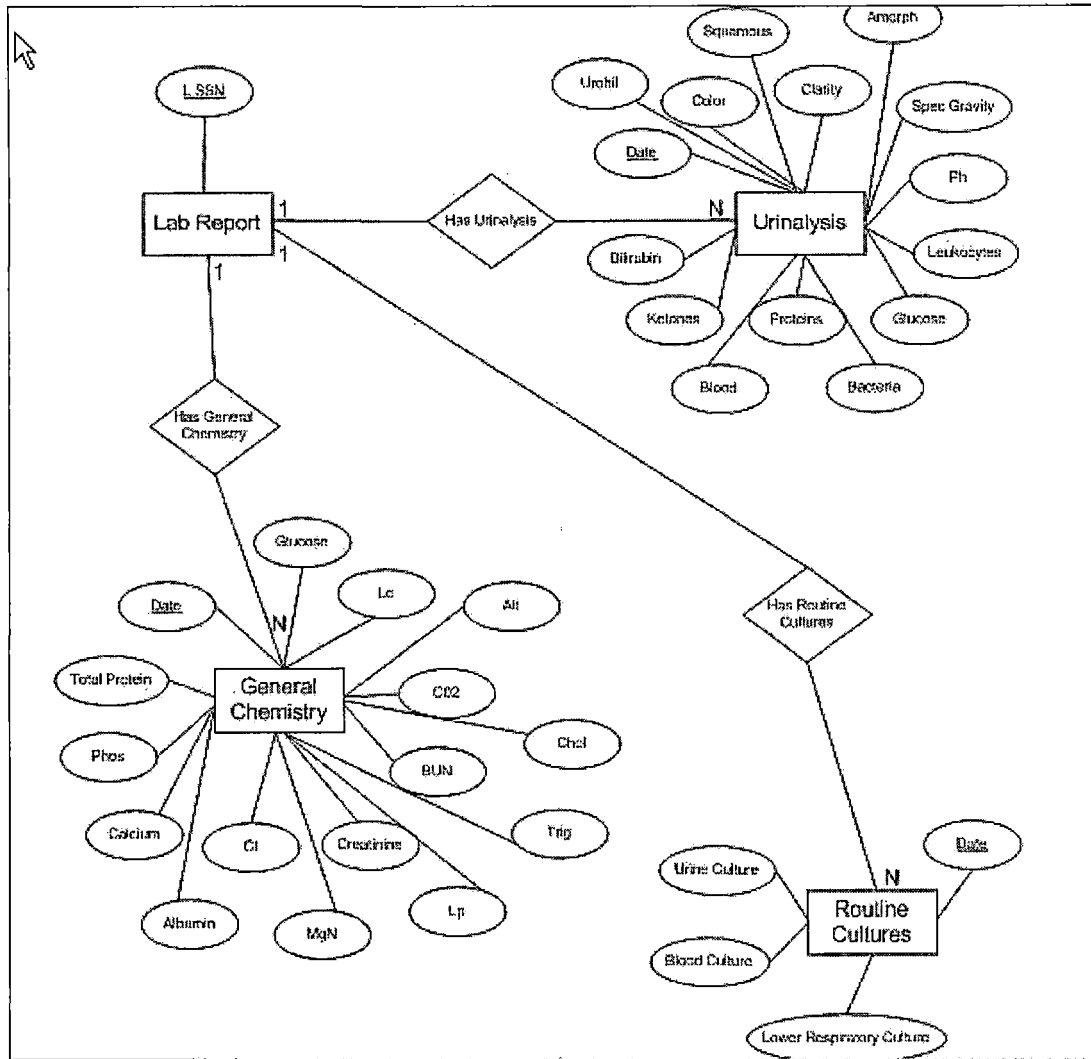 Amorph
Squamous
Urobil
Color
Clarity
Spec Gravity
Date
Ph
Leukocytes
Glucose
Bacteria
Proteins
Blood
Ketones
Bilirubin
Urinalysis
N
Has Urinalysis
1
L SSN
Lab Report
1
1
Has General
Chemistry
N
Glucose
Date
Alt
Total Protein
General
Chemistry
CO2
Chol
Phos
BUN
Calcium
Cl
Creatinine
Trig
Albumin
MgN
Has Routine
Cultures
N
Date
Urine Culture
Routine
Cultures
Blood Culture
Lower Respiratory Culture